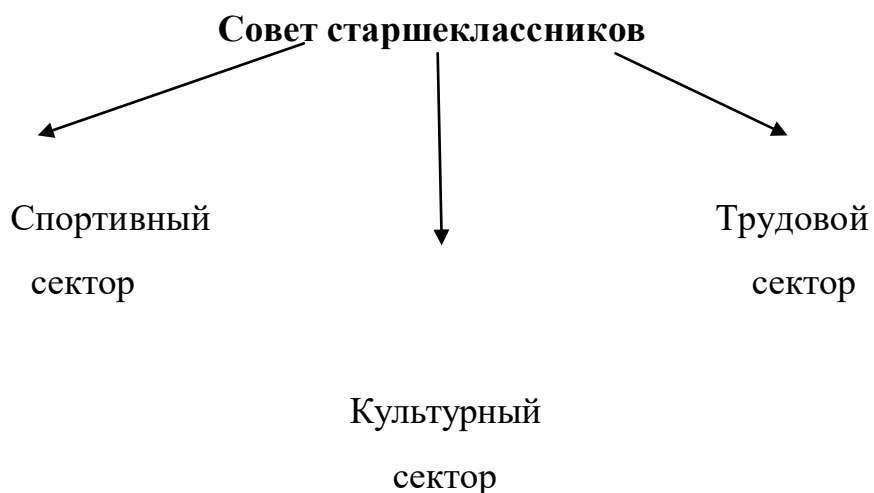 Совет старшеклассников
Спортивный
сектор
Трудовой
сектор
Культурный
сектор